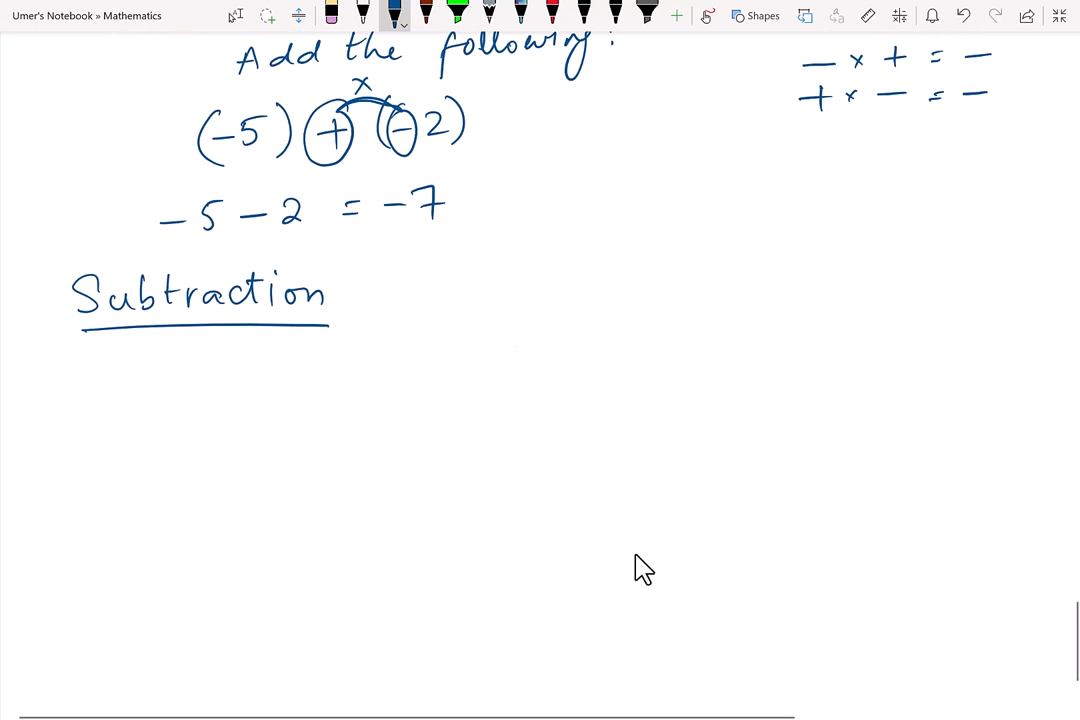 Umer's Notebook » Mathematics
Shapes
Add the following:
− × + = −
+ × − = −
×
(-5) + (-2)
- 5 - 2 = -7
Subtraction